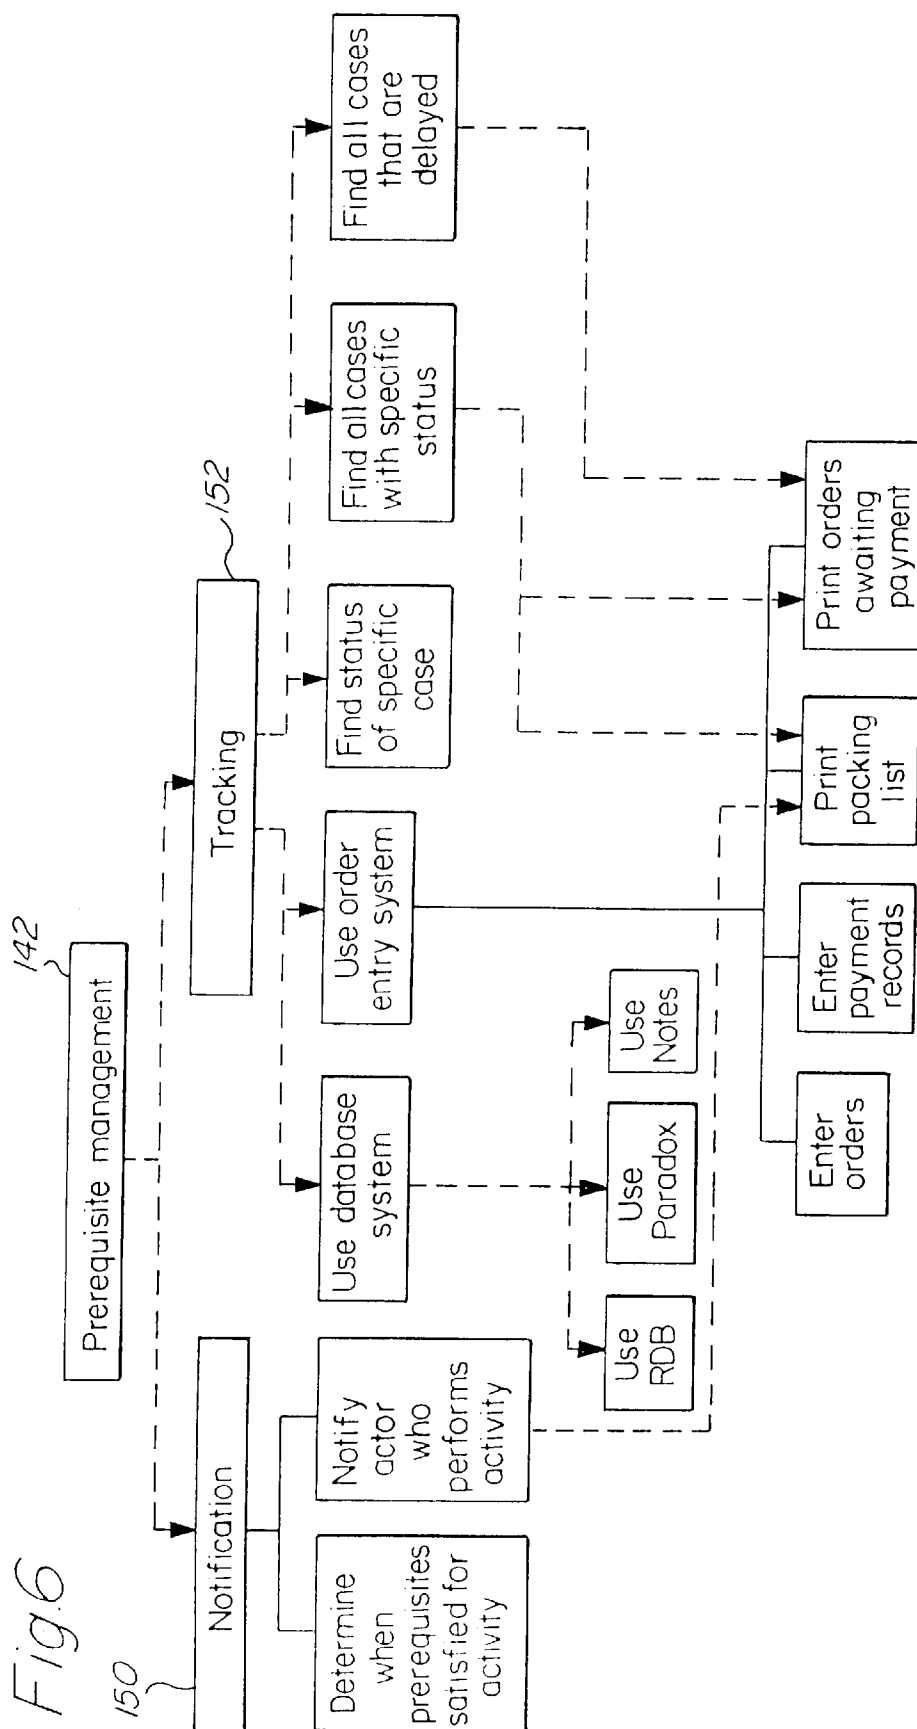 Fig.6
142
Prerequisite management
150
Notification
152
Tracking
Determine
when
prerequisites
satisfied for
activity
Notify
actor
who
performs
activity
Use database
system
Use order
entry system
Find status
of specific
case
Find all cases
with specific
status
Find all cases
that are
delayed
Use
RDB
Use
Paradox
Use
Notes
Enter
orders
Enter
payment
records
Print
packing
list
Print orders
awaiting
payment